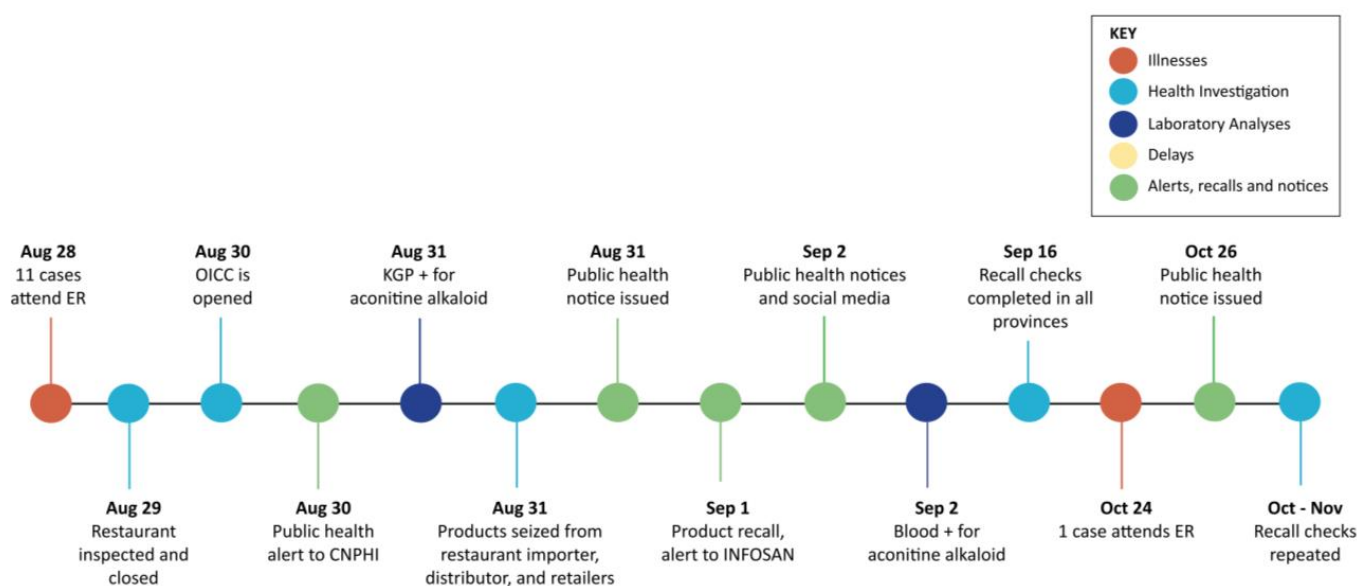 KEY
Illnesses
Health Investigation
Laboratory Analyses
Delays
Alerts, recalls and notices
Aug 28
11 cases
attend ER
Aug 30
OICC is
opened
Aug 31
KGP + for
aconitine alkaloid
Aug 31
Public health
notice issued
Sep 2
Public health notices
and social media
Sep 16
Recall checks
completed in all
provinces
Oct 26
Public health
notice issued
Aug 29
Restaurant
inspected and
closed
Aug 30
Public health
alert to CNPHI
Aug 31
Products seized from
restaurant importer,
distributor, and retailers
Sep 1
Product recall,
alert to INFOSAN
Sep 2
Blood + for
aconitine alkaloid
Oct 24
1 case attends ER
Oct - Nov
Recall checks
repeated